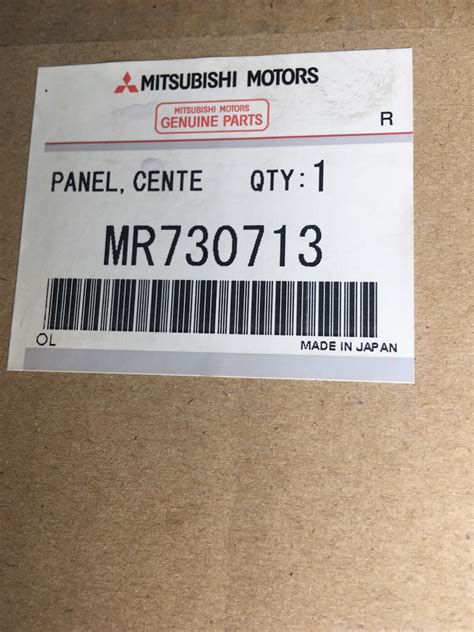 MITSUBISHI MOTORS
MITSUBISHI MOTORS
GENUINE PARTS
R
PANEL, CENTE QTY: 1
MR730713
OL
MADE IN JAPAN